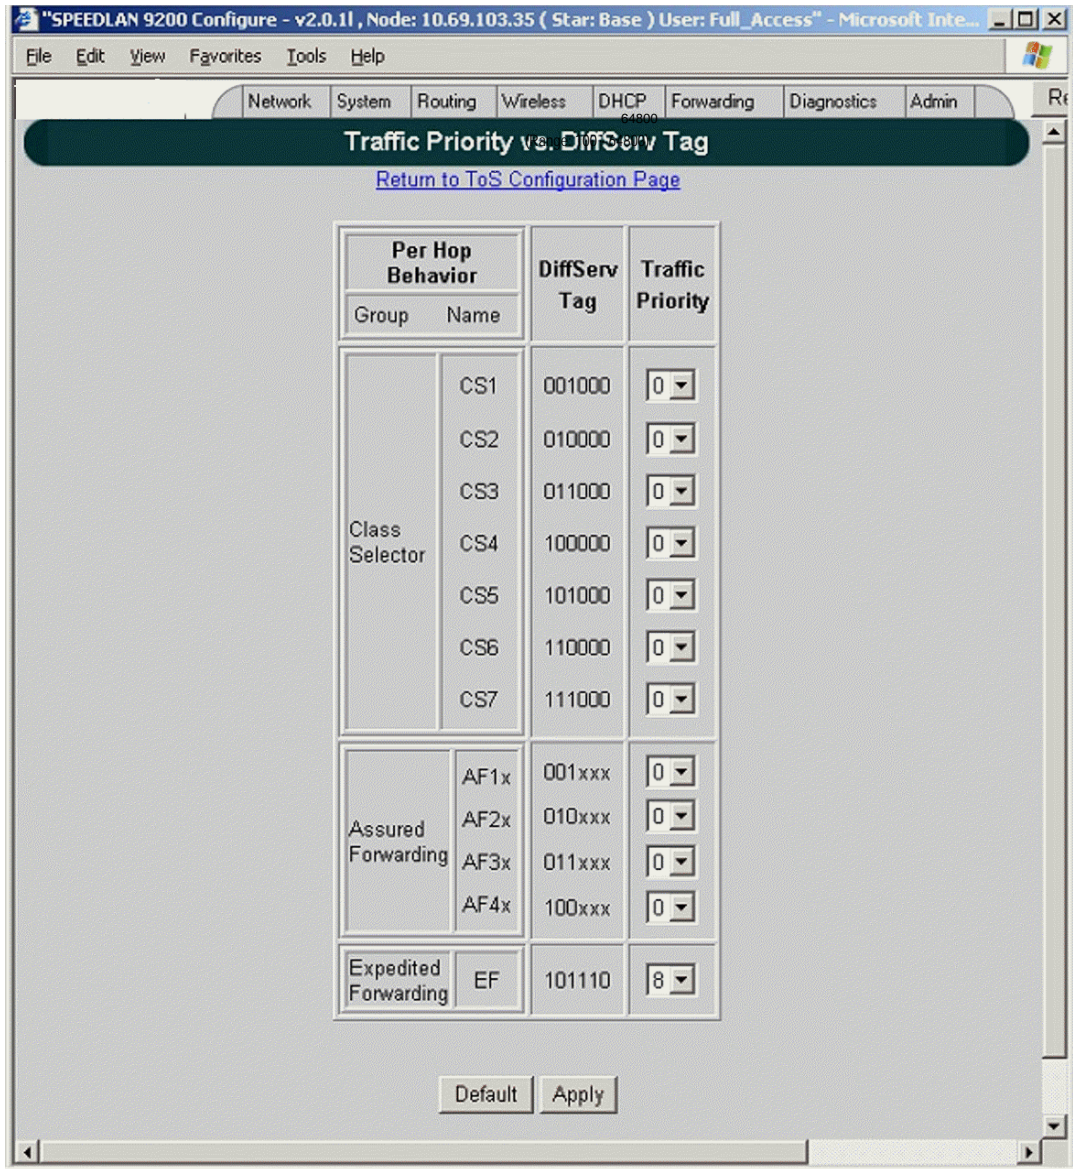 "SPEEDLAN 9200 Configure - v2.0.1l , Node: 10.69.103.35 ( Star: Base ) User: Full_Access" - Microsoft Inte...
File Edit View Favorites Tools Help
Network System Routing Wireless DHCP Forwarding Diagnostics Admin Re
64800
Traffic Priority vs. DiffServ Tag
Return to ToS Configuration Page
Per Hop Behavior DiffServ Tag Traffic Priority
Group Name
Class Selector
CS1 001000 0
CS2 010000 0
CS3 011000 0
CS4 100000 0
CS5 101000 0
CS6 110000 0
CS7 111000 0
Assured Forwarding
AF1x 001xxx 0
AF2x 010xxx 0
AF3x 011xxx 0
AF4x 100xxx 0
Expedited Forwarding
EF 101110 8
Default Apply